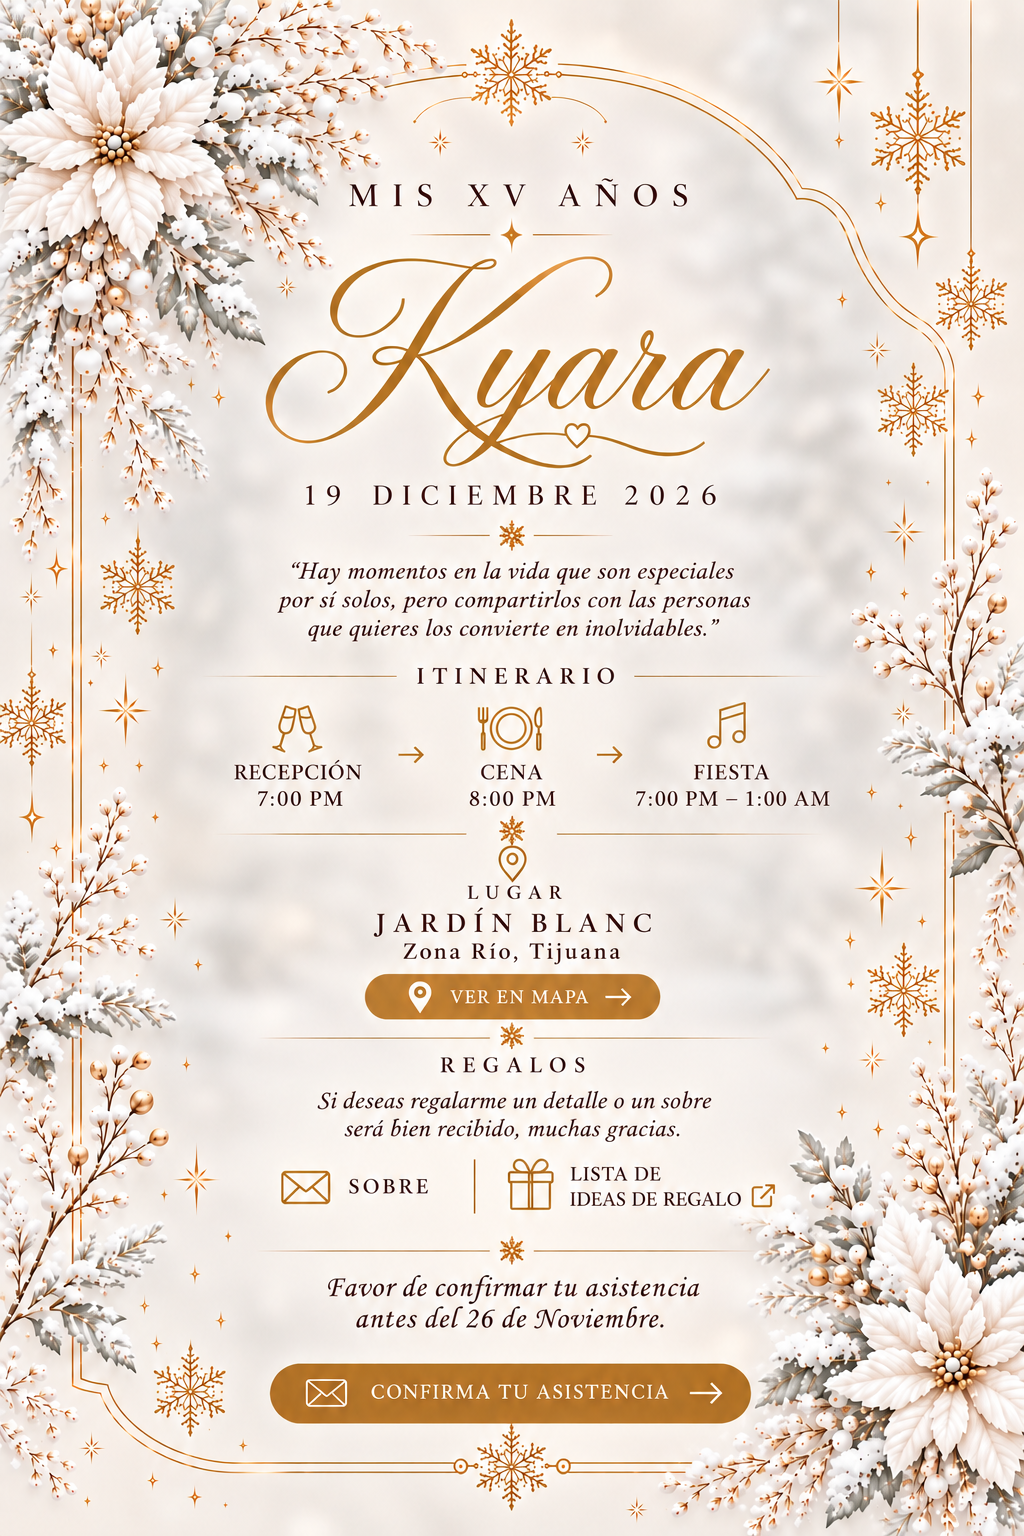 MIS XV AÑOS
Kyara
19 DICIEMBRE 2026
“Hay momentos en la vida que son especiales
por sí solos, pero compartirlos con las personas
que quieres los convierte en inolvidables.”
ITINERARIO
RECEPCIÓN
7:00 PM
CENA
8:00 PM
FIESTA
7:00 PM – 1:00 AM
LUGAR
JARDÍN BLANC
Zona Río, Tijuana
VER EN MAPA
REGALOS
Si deseas regalarme un detalle o un sobre
será bien recibido, muchas gracias.
SOBRE
LISTA DE
IDEAS DE REGALO
Favor de confirmar tu asistencia
antes del 26 de Noviembre.
CONFIRMA TU ASISTENCIA